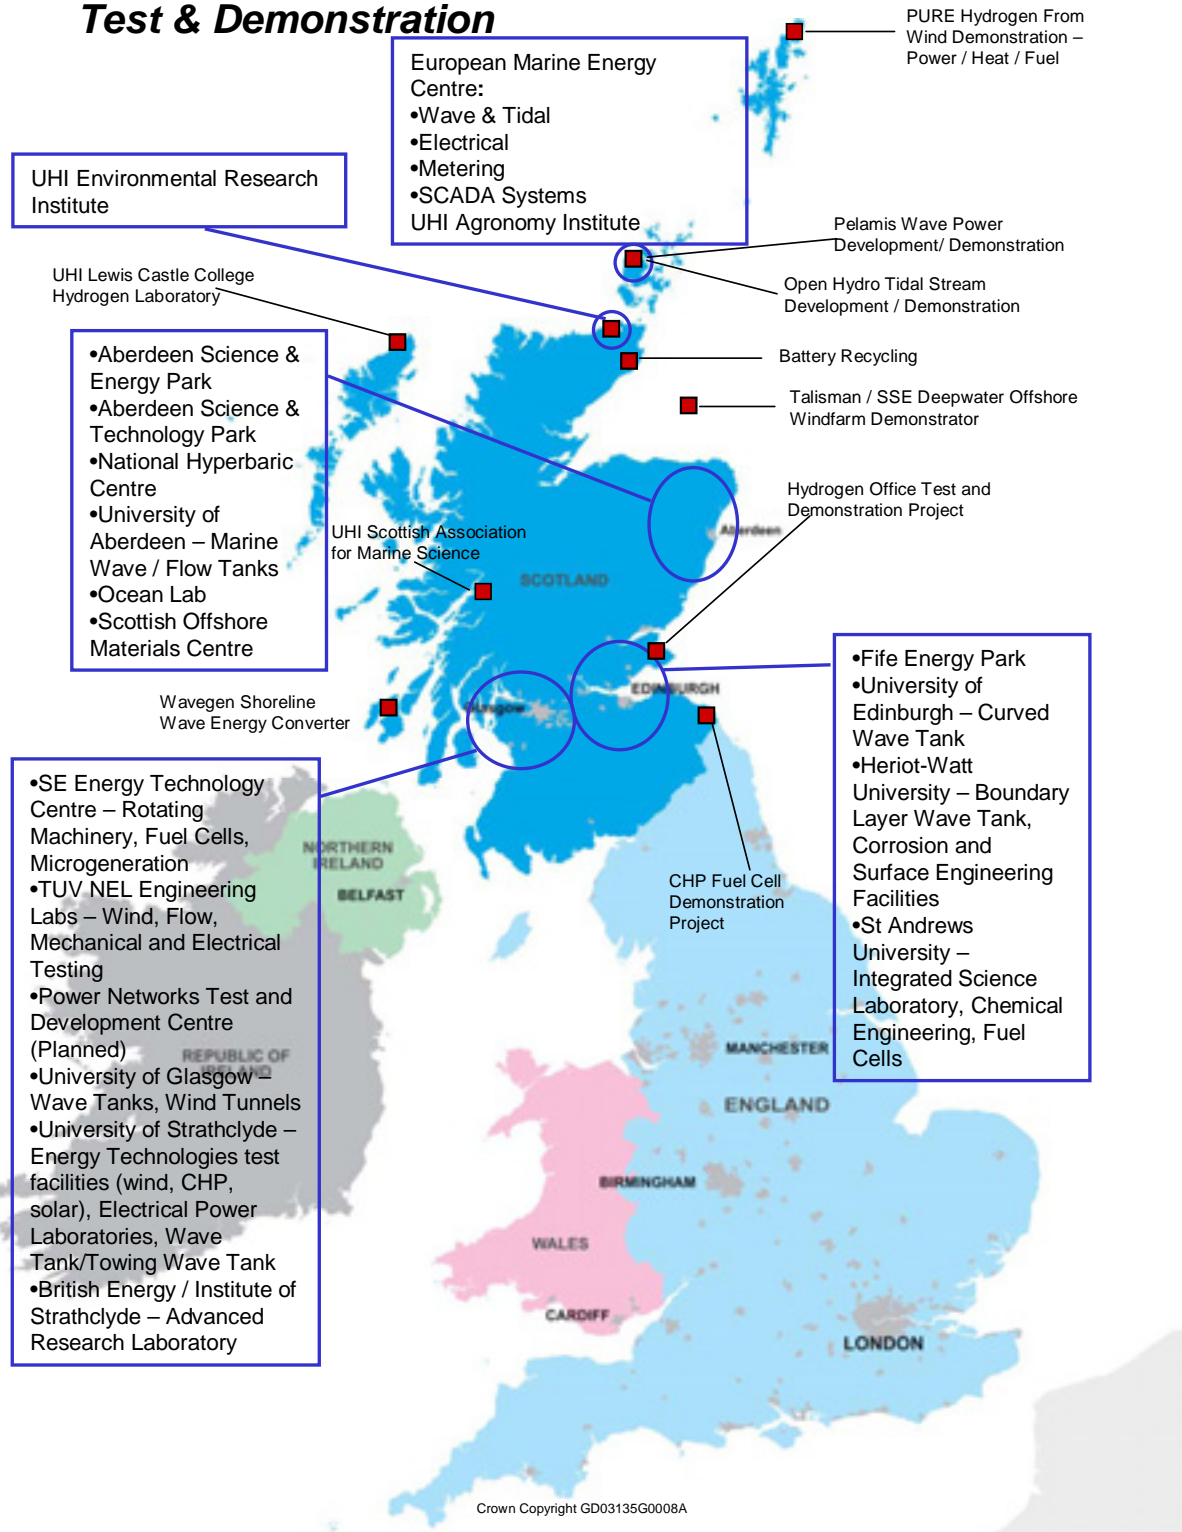 Test & Demonstration
PURE Hydrogen From
Wind Demonstration –
Power / Heat / Fuel
European Marine Energy
Centre:
•Wave & Tidal
•Electrical
•Metering
•SCADA Systems
UHI Agronomy Institute
UHI Environmental Research
Institute
Pelamis Wave Power
Development/ Demonstration
UHI Lewis Castle College
Hydrogen Laboratory
Open Hydro Tidal Stream
Development / Demonstration
Battery Recycling
Talisman / SSE Deepwater Offshore
Windfarm Demonstrator
•Aberdeen Science &
Energy Park
•Aberdeen Science &
Technology Park
•National Hyperbaric
Centre
•University of
Aberdeen – Marine
Wave / Flow Tanks
•Ocean Lab
•Scottish Offshore
Materials Centre
Hydrogen Office Test and
Demonstration Project
Aberdeen
UHI Scottish Association
for Marine Science
SCOTLAND
EDINBURGH
Glasgow
Wavegen Shoreline
Wave Energy Converter
•Fife Energy Park
•University of
Edinburgh – Curved
Wave Tank
•Heriot-Watt
University – Boundary
Layer Wave Tank,
Corrosion and
Surface Engineering
Facilities
•St Andrews
University –
Integrated Science
Laboratory, Chemical
Engineering, Fuel
Cells
•SE Energy Technology
Centre – Rotating
Machinery, Fuel Cells,
Microgeneration
•TUV NEL Engineering
Labs – Wind, Flow,
Mechanical and Electrical
Testing
•Power Networks Test and
Development Centre
(Planned)
•University of Glasgow –
Wave Tanks, Wind Tunnels
•University of Strathclyde –
Energy Technologies test
facilities (wind, CHP,
solar), Electrical Power
Laboratories, Wave
Tank/Towing Wave Tank
•British Energy / Institute of
Strathclyde – Advanced
Research Laboratory
NORTHERN
IRELAND
BELFAST
CHP Fuel Cell
Demonstration
Project
REPUBLIC OF
IRELAND
MANCHESTER
ENGLAND
BIRMINGHAM
WALES
CARDIFF
LONDON
Crown Copyright GD03135G0008A